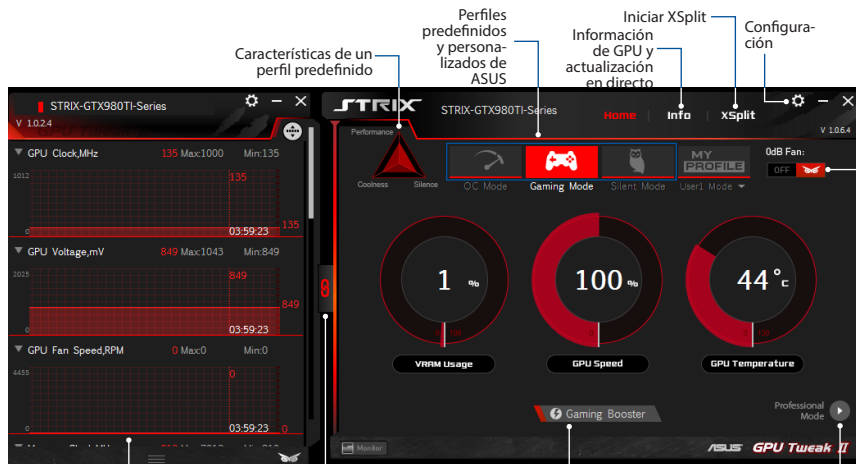 Perfiles
predefinidos
y persona-
lizados de
ASUS
Iniciar XSplit
Información
de GPU y
actualización
en directo
Configura-
ción
Características de un
perfil predefinido
STRIX-GTX980TI-Series
V 1.0.2.4
GPU Clock,MHz 135 Max:1000 Min:135
1012 135
135
0 03:59:23
GPU Voltage,mV 849 Max:1043 Min:849
2025 849
849
0 03:59:23
GPU Fan Speed,RPM 0 Max:0 Min:0
4455 0
0 03:59:23 0
STRIX STRIX-GTX980TI-Series Home Info XSplit
V 1.0.6.4
Performance
Coolness Silence
OC Mode
Gaming Mode
Silent Mode
MY
PROFILE
User1 Mode
0dB Fan:
OFF
1 %
VRAM Usage
100 %
GPU Speed
44°c
GPU Temperature
Gaming Booster
Professional
Mode
Monitor
ASUS GPU Tweak II